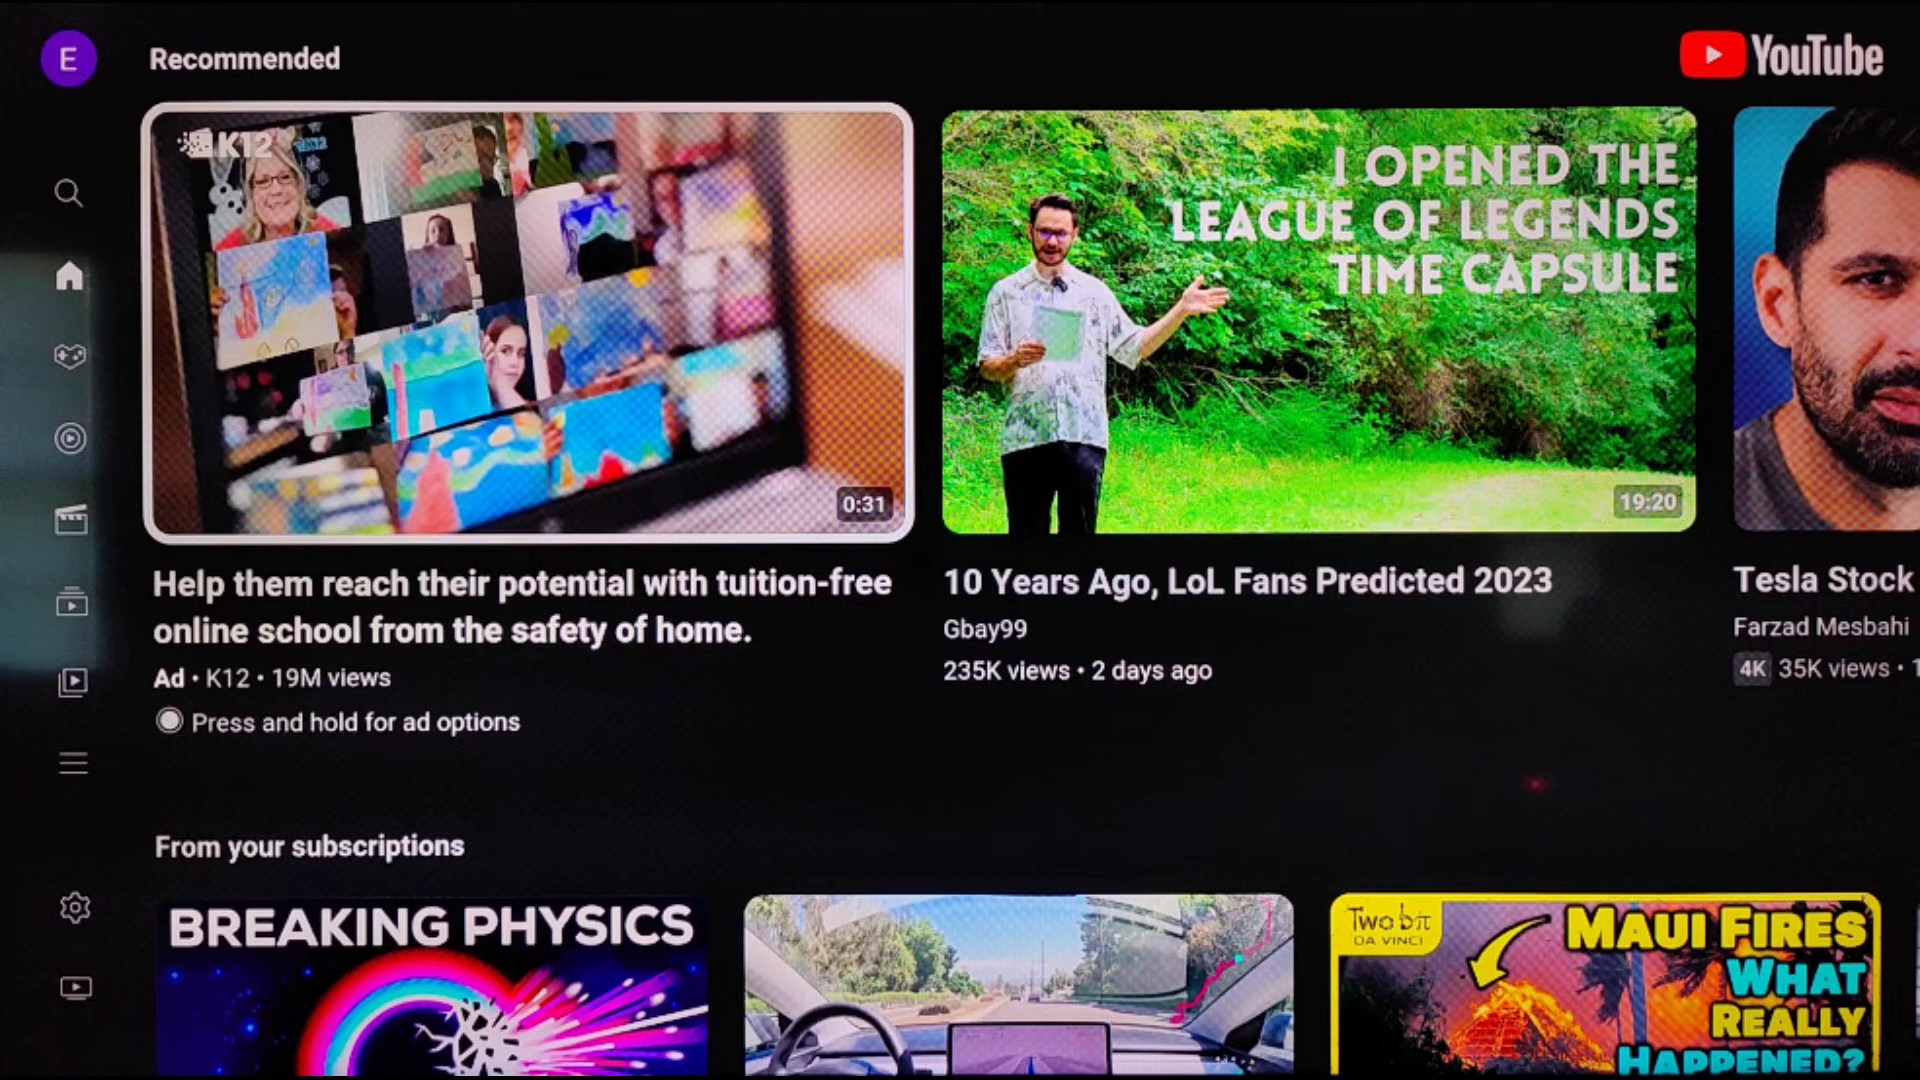 E
Recommended
YouTube
K12
0:31
I OPENED THE
LEAGUE OF LEGENDS
TIME CAPSULE
19:20
Help them reach their potential with tuition-free
online school from the safety of home.
Ad • K12 • 19M views
Press and hold for ad options
10 Years Ago, LoL Fans Predicted 2023
Gbay99
235K views • 2 days ago
Tesla Stock
Farzad Mesbahi
4K 35K views • 1
From your subscriptions
BREAKING PHYSICS
Two bit
DA VINCI
MAUI FIRES
WHAT
REALLY
HAPPENED?